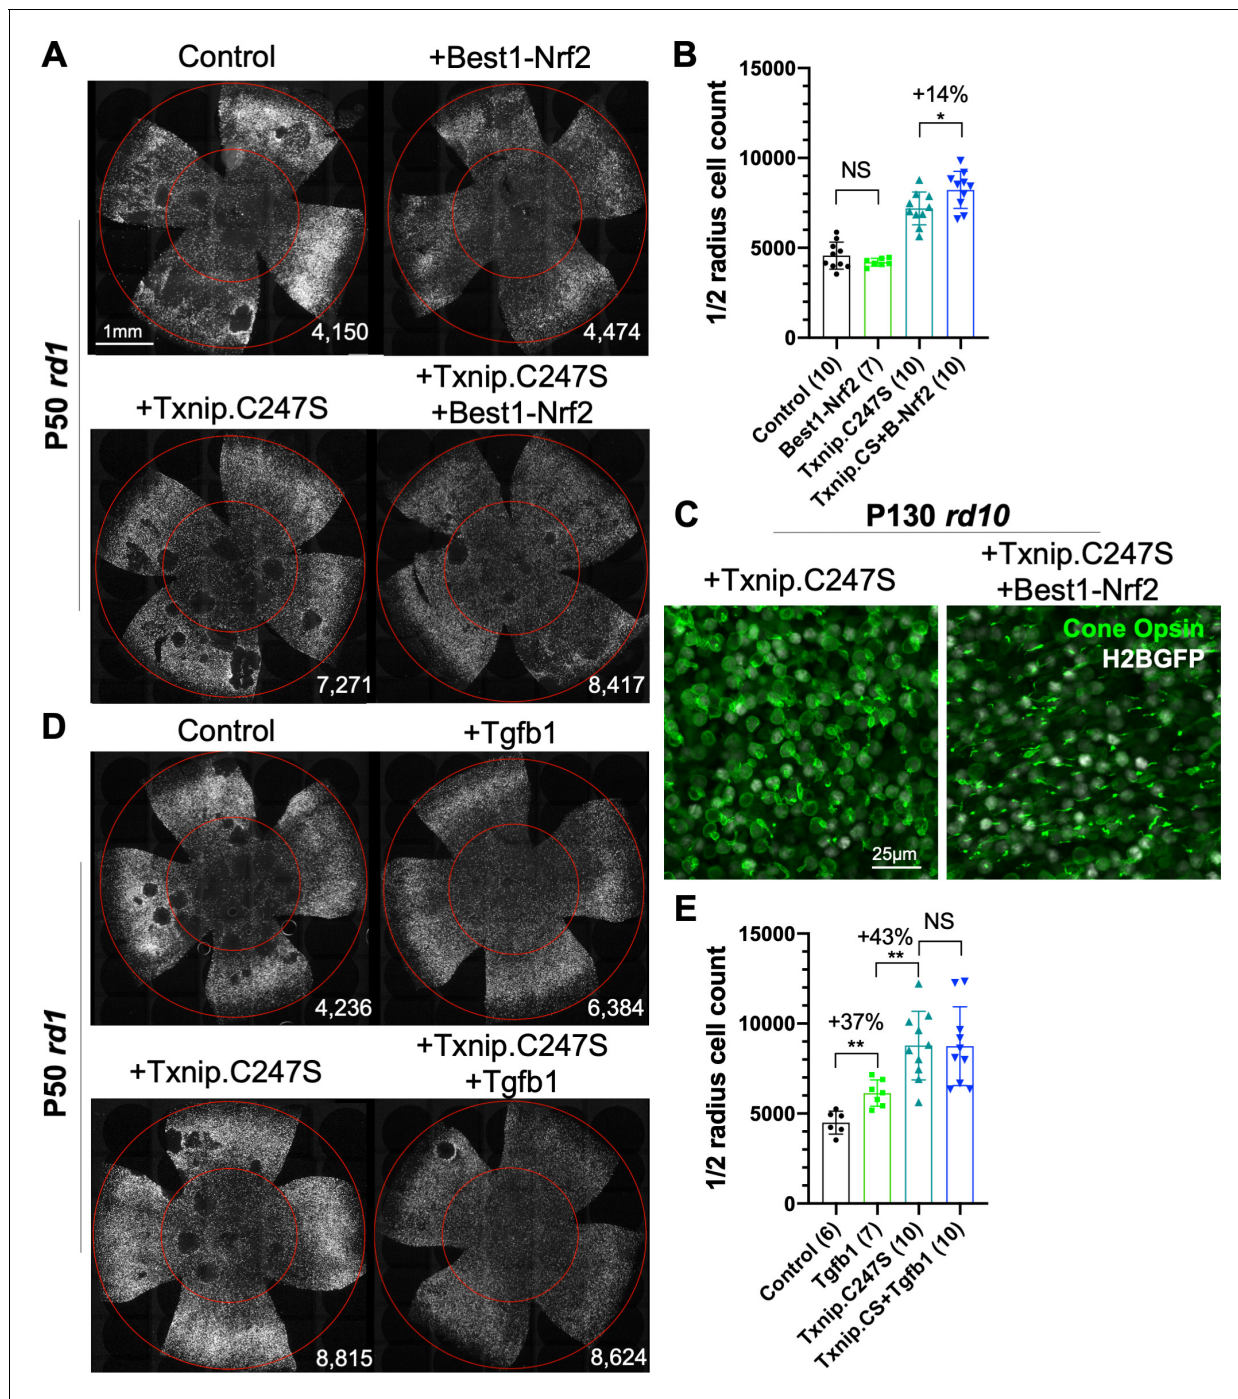 A
Control
+Best1-Nrf2
P50 rd1
1mm
4,150
4,474
+Txnip.C247S
+Txnip.C247S
+Best1-Nrf2
7,271
8,417
B
1/2 radius cell count
15000
10000
5000
0
NS
+14%
*
Control (10)
Best1-Nrf2 (7)
Txnip.C247S (10)
Txnip.CS+B-Nrf2 (10)
C
P130 rd10
+Txnip.C247S
+Txnip.C247S
+Best1-Nrf2
Cone Opsin
H2BGFP
25µm
D
Control
+Tgfb1
P50 rd1
4,236
6,384
+Txnip.C247S
+Txnip.C247S
+Tgfb1
8,815
8,624
E
1/2 radius cell count
15000
10000
5000
0
+37%
**
+43%
**
NS
Control (6)
Tgfb1 (7)
Txnip.C247S (10)
Txnip.CS+Tgfb1 (10)